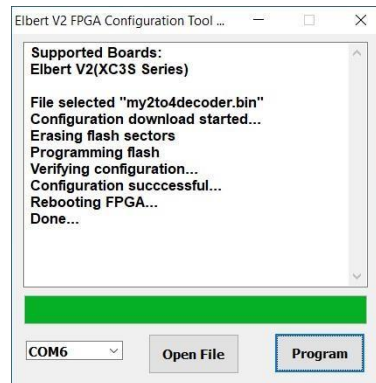 Elbert V2 FPGA Configuration Tool ...
Supported Boards:
Elbert V2(XC3S Series)
File selected "my2to4decoder.bin"
Configuration download started...
Erasing flash sectors
Programming flash
Verifying configuration...
Configuration succcessful...
Rebooting FPGA...
Done...
COM6
Open File
Program